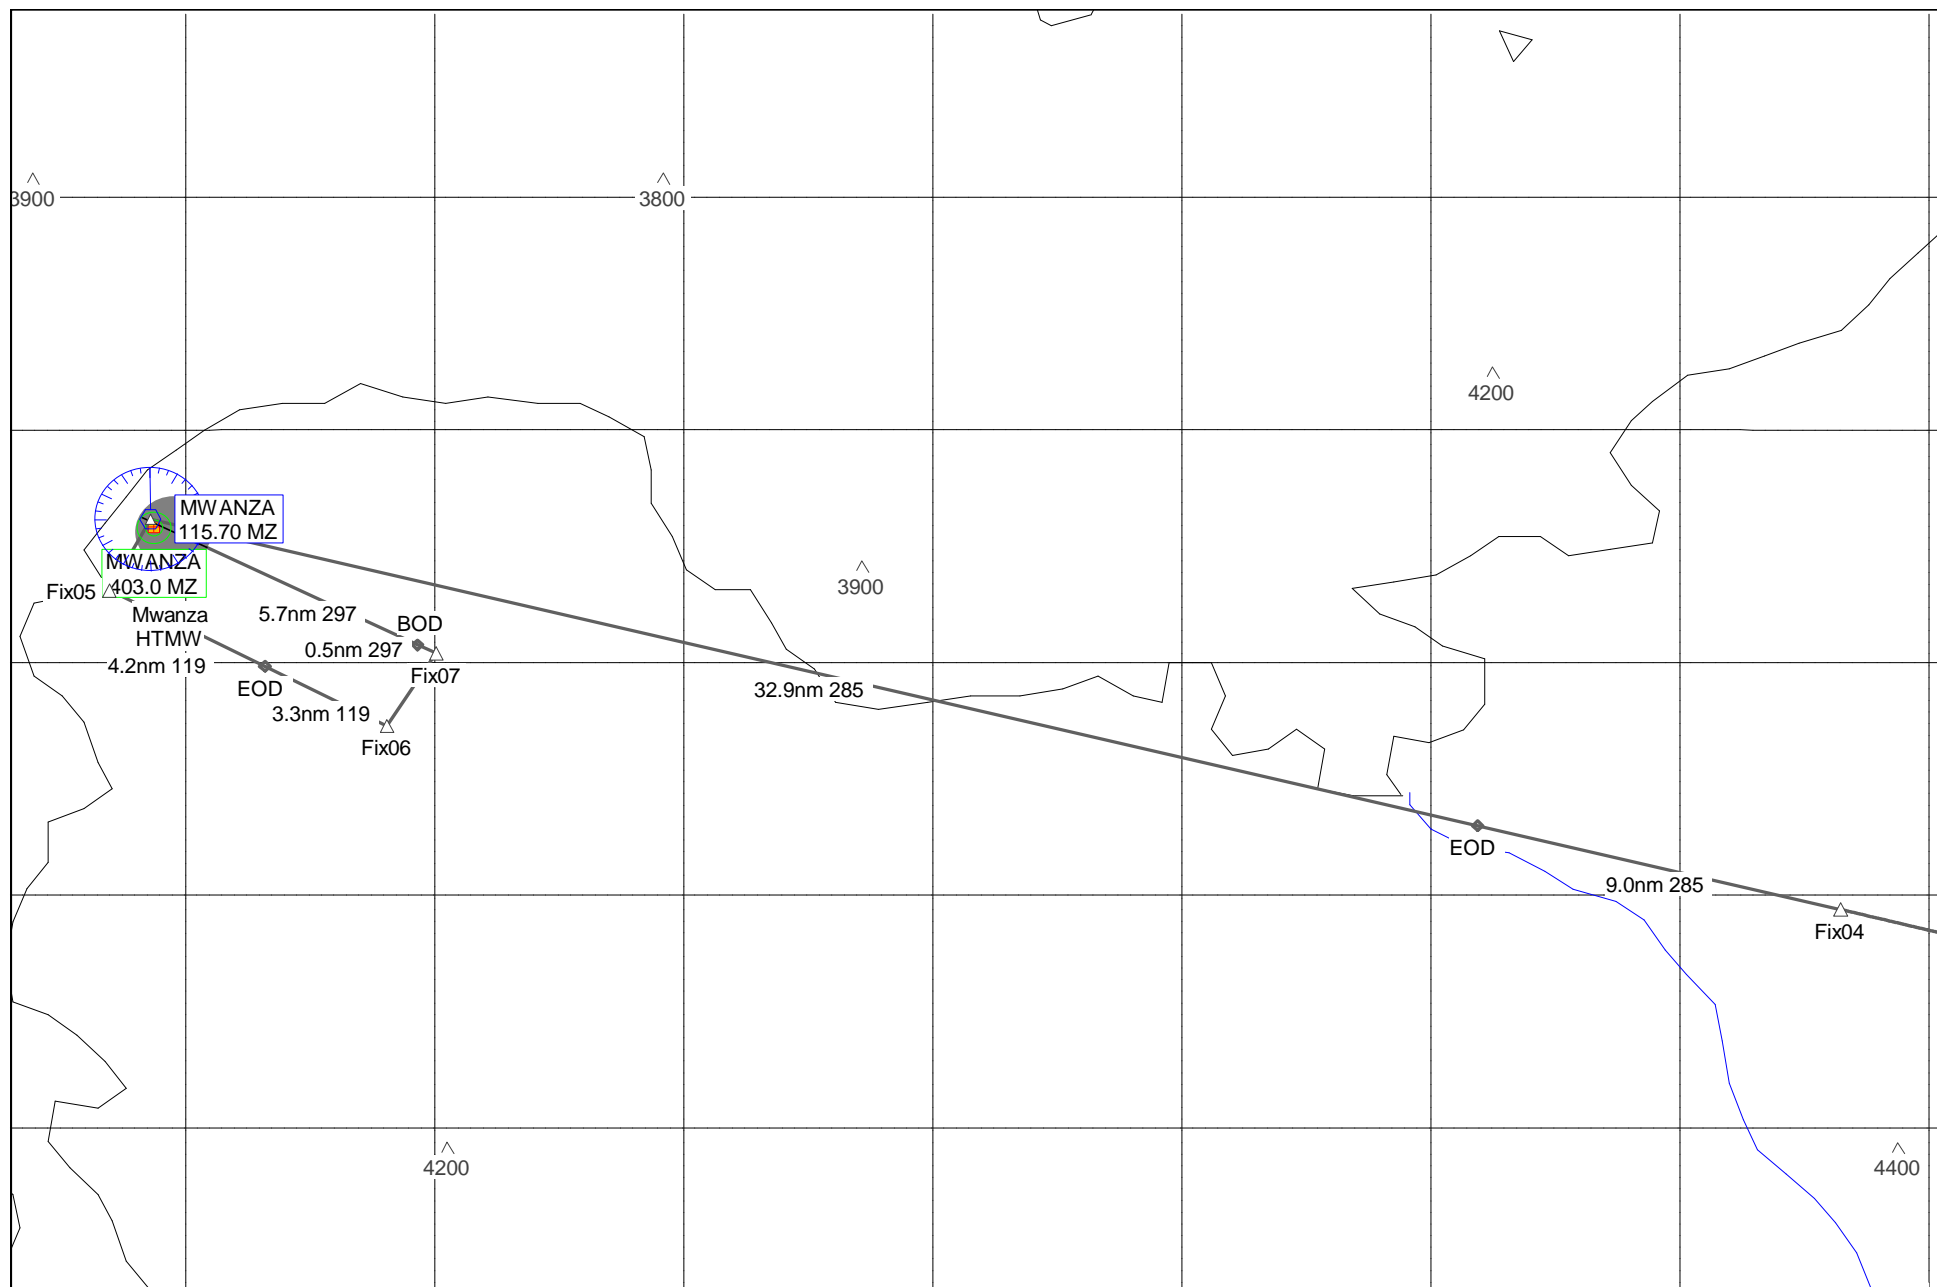 3900
3800
4200
MWANZA
115.70 MZ
MWANZA
403.0 MZ
3900
Fix05
Mwanza
HTMW
5.7nm 297
BOD
0.5nm 297
4.2nm 119
Fix07
EOD
32.9nm 285
3.3nm 119
Fix06
EOD
9.0nm 285
Fix04
4200
4400